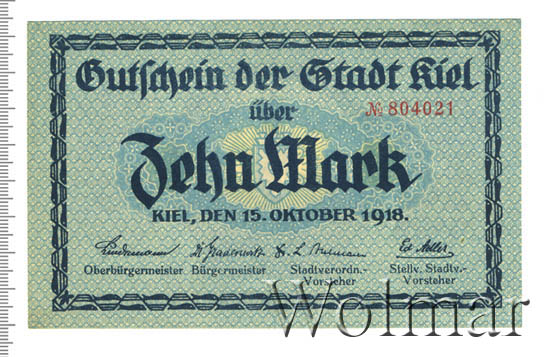 Gutschein der Stadt Kiel
über
№ 804021
Zehn Mark
KIEL, DEN 15. OKTOBER 1918.
Oberbürgermeister Bürgermeister Stadtverordn.- Vorsteher Stellv. Stadtv.- Vorsteher
Wolmar